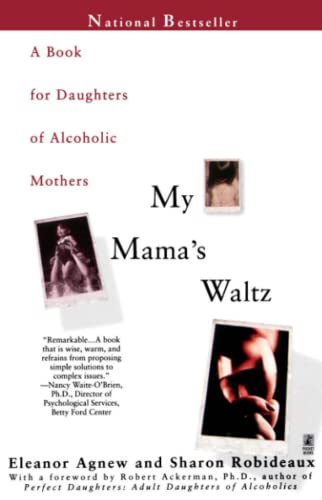 National Bestseller
A Book
for Daughters
of Alcoholic
Mothers
My
Mama's
Waltz
"Remarkable...A book
that is wise, warm, and
refrains from proposing
simple solutions to
complex issues."
—Nancy Waite-O'Brien,
Ph.D., Director of
Psychological Services,
Betty Ford Center
POCKET
BOOKS
Eleanor Agnew and Sharon Robideaux
With a foreword by Robert Ackerman, Ph.D., author of
Perfect Daughters: Adult Daughters of Alcoholics